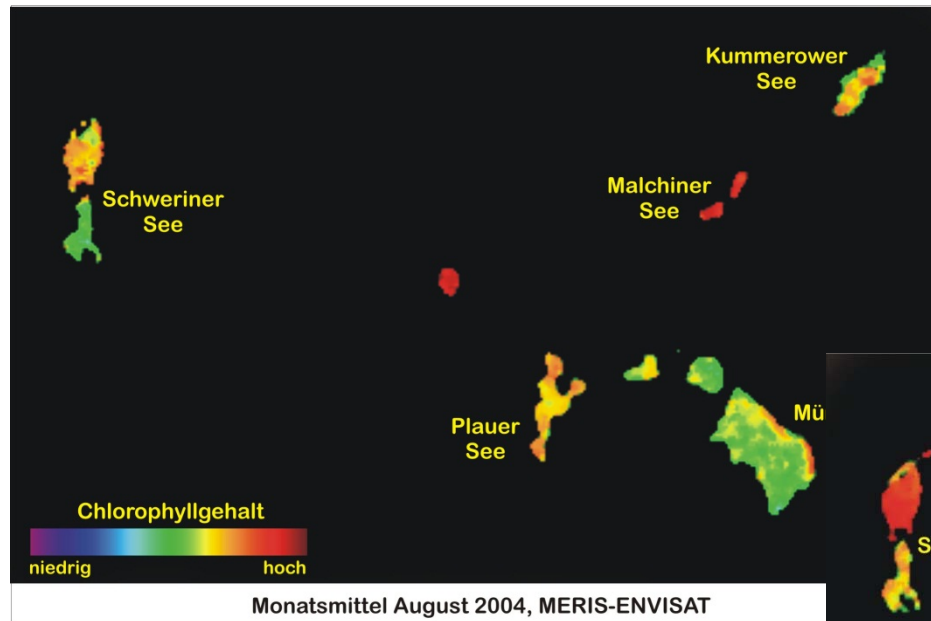 Kummerower
See
Malchiner
See
Schweriner
See
Plauer
See
Mü
S
Chlorophyllgehalt
niedrig hoch
Monatsmittel August 2004, MERIS-ENVISAT